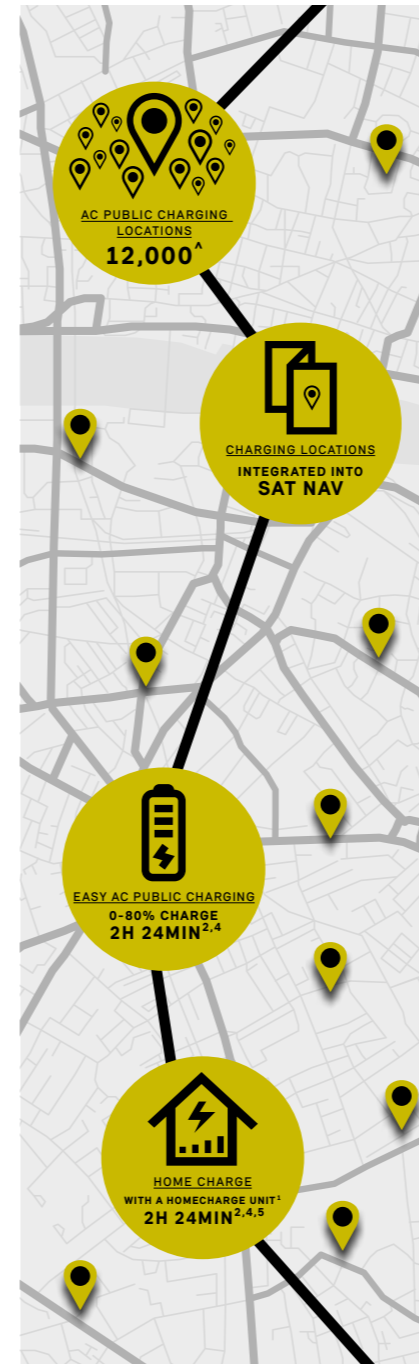 AC PUBLIC CHARGING
LOCATIONS
12,000^
CHARGING LOCATIONS
INTEGRATED INTO
SAT NAV
EASY AC PUBLIC CHARGING
0-80% CHARGE
2H 24MIN²,⁴
HOME CHARGE
WITH A HOMECHARGE UNIT¹
2H 24MIN²,⁴,⁵